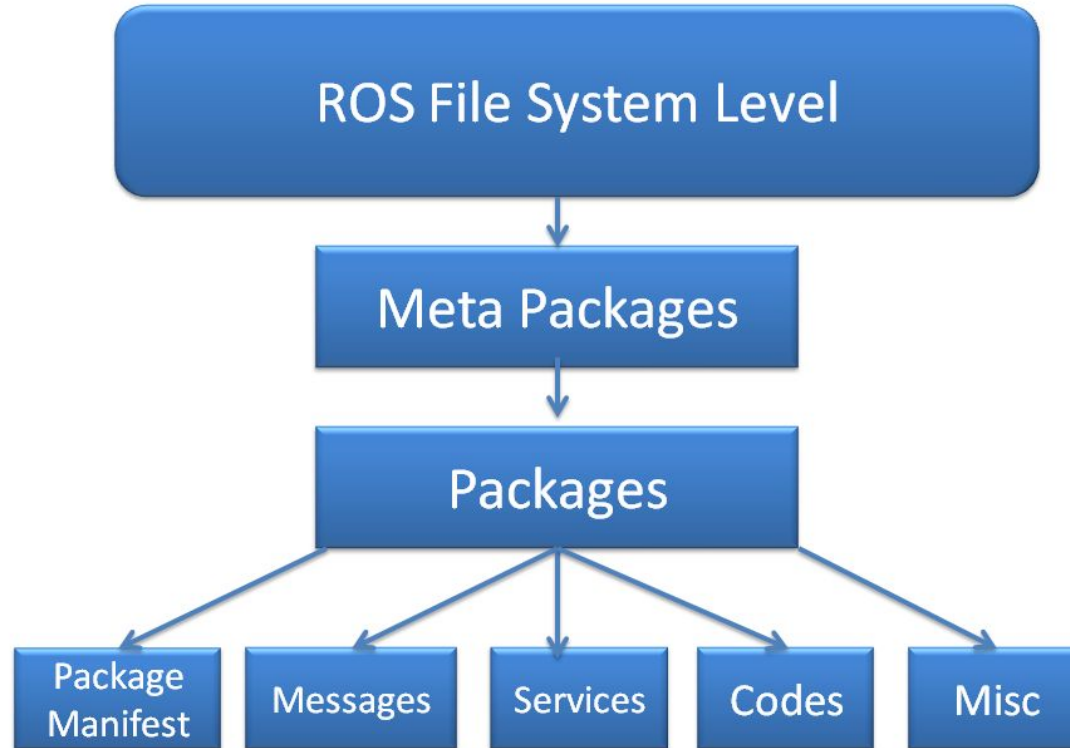 ROS File System Level
Meta Packages
Packages
Package
Manifest
Messages
Services
Codes
Misc